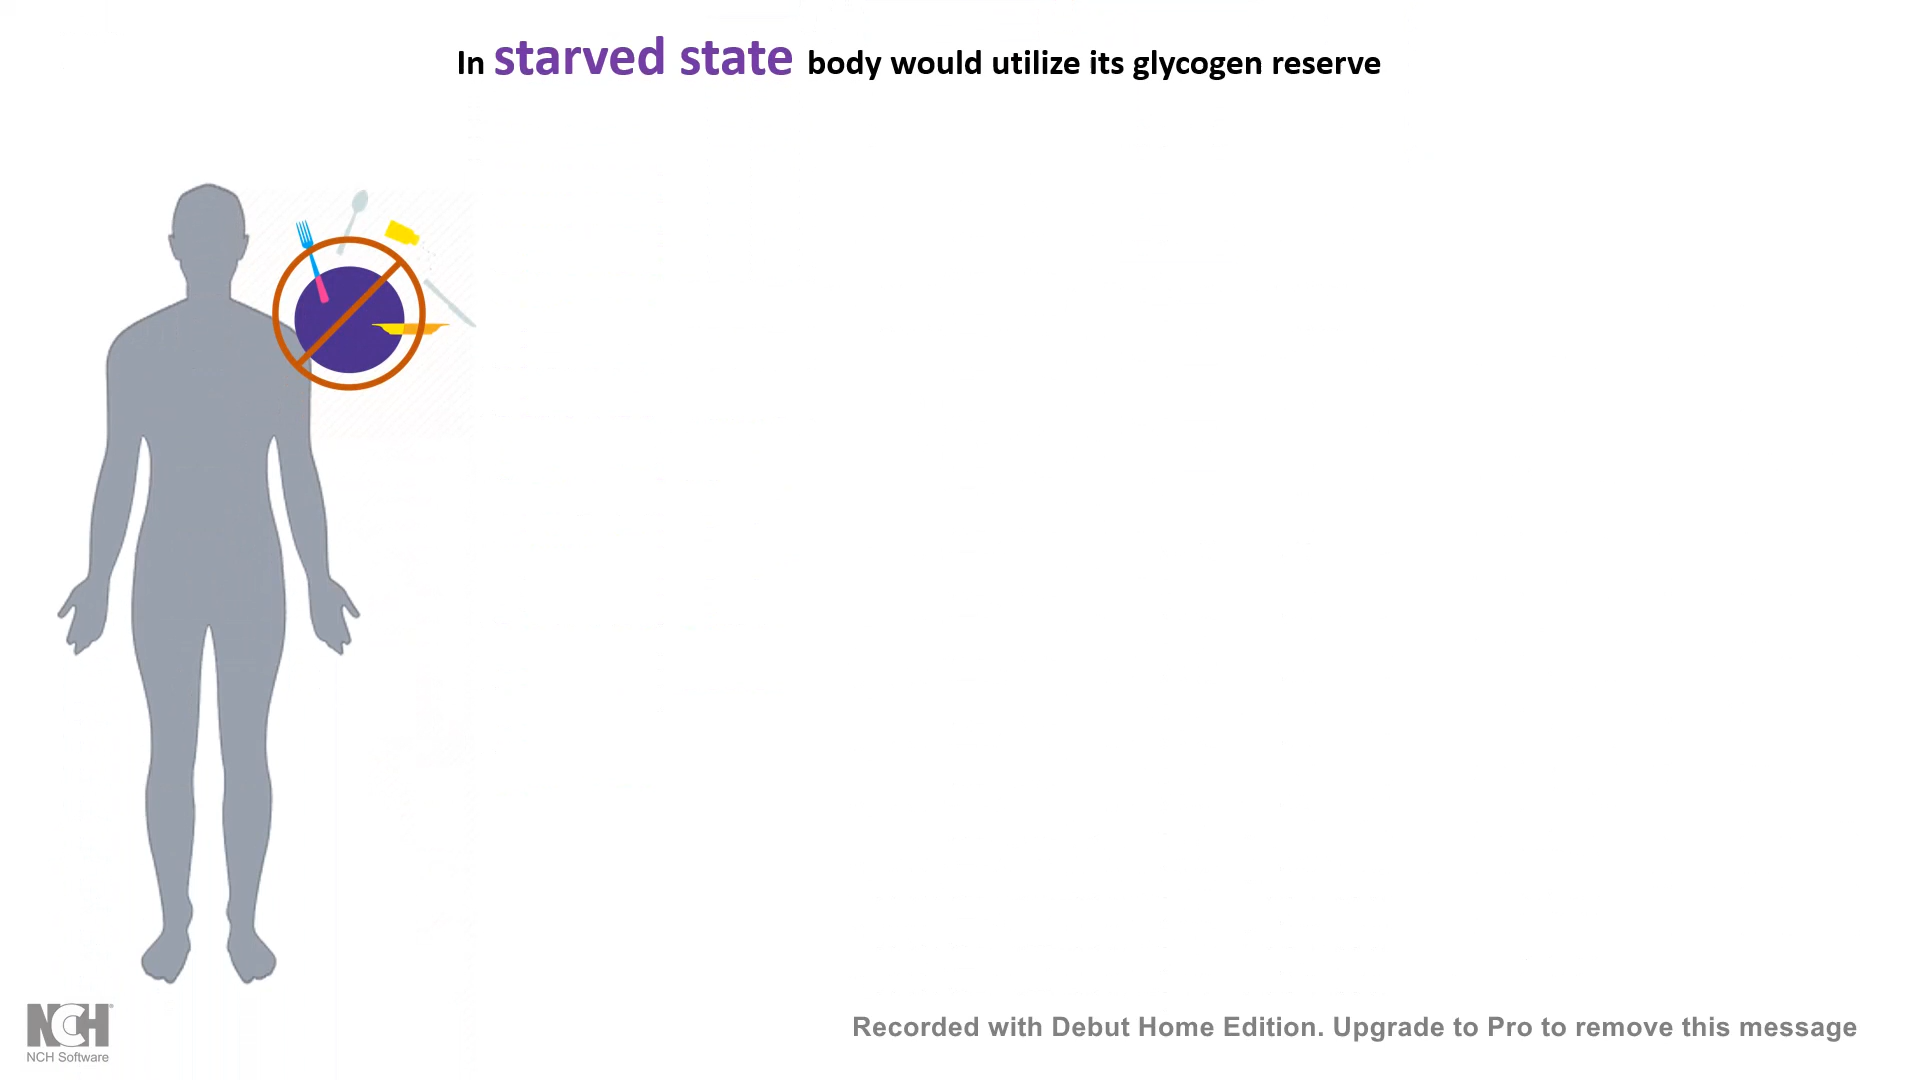 In starved state body would utilize its glycogen reserve
NCH
NCH Software
Recorded with Debut Home Edition. Upgrade to Pro to remove this message